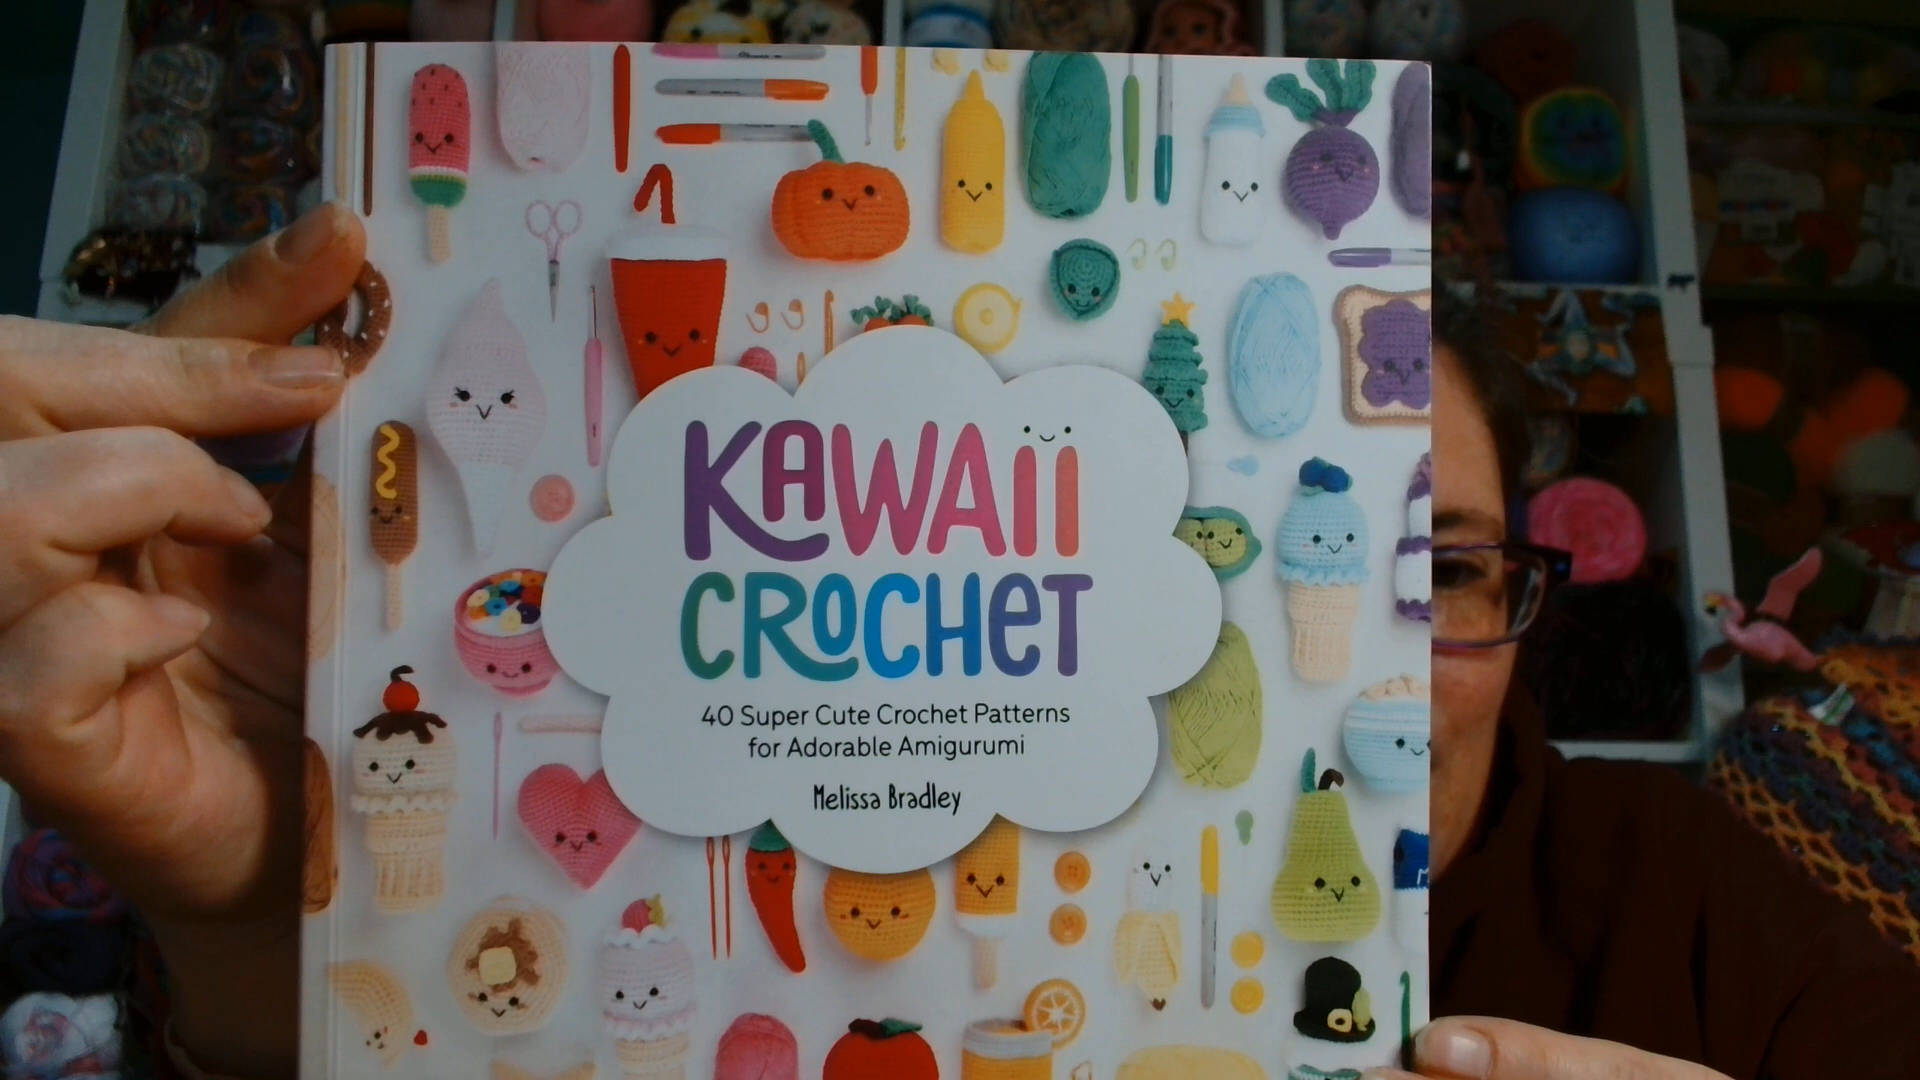 KAWAii
CROCHET
40 Super Cute Crochet Patterns
for Adorable Amigurumi
Melissa Bradley